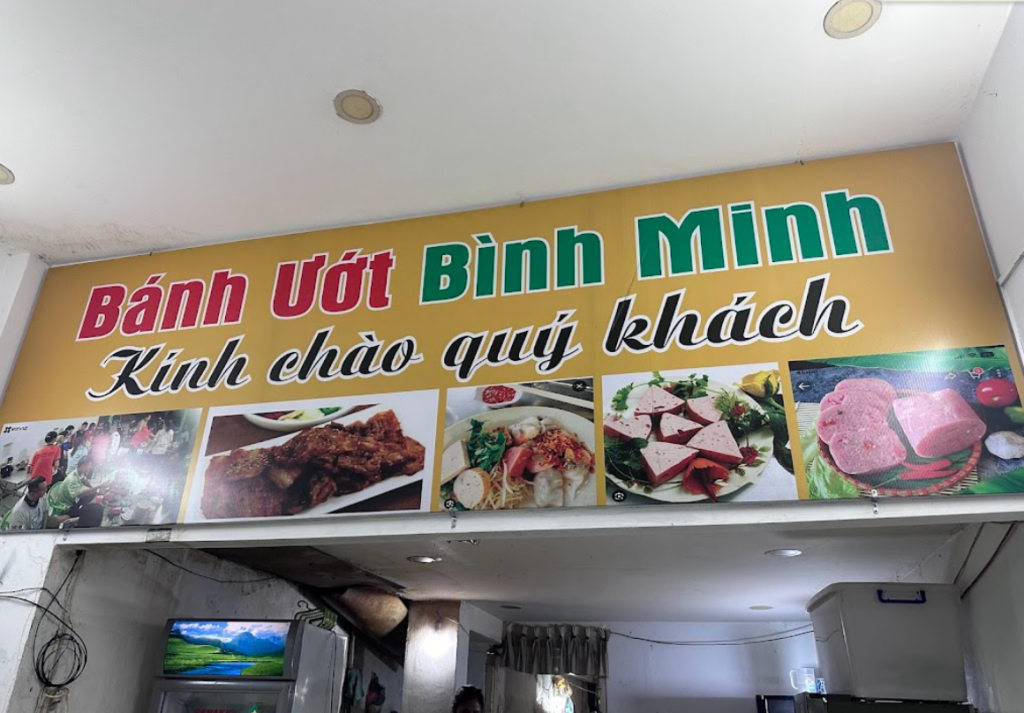 Bánh Ướt Bình Minh
Kính chào quý khách